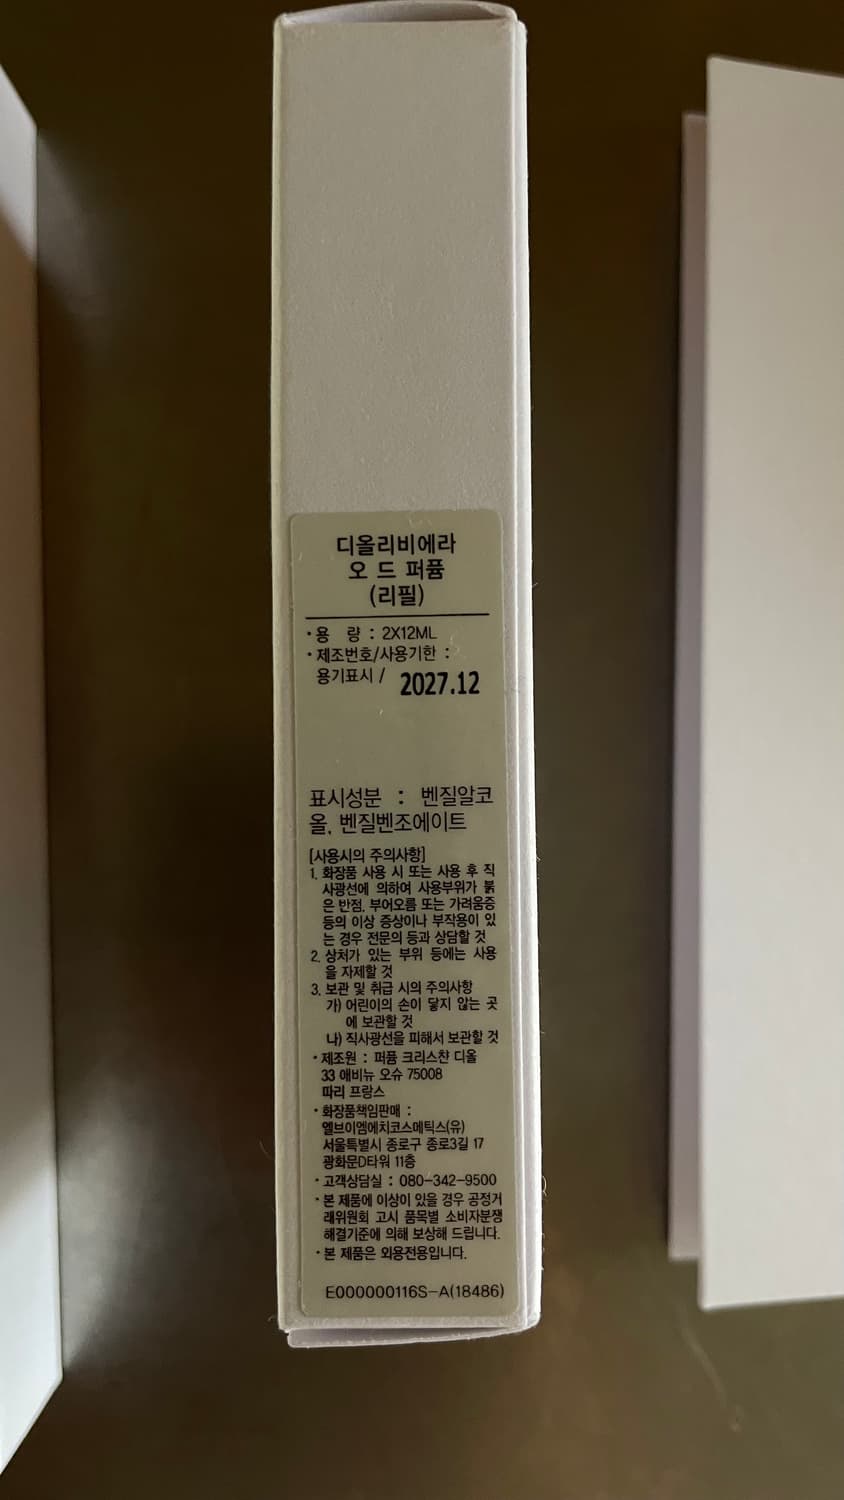 디올리비에라
오 드 퍼퓸
(리필)
·용 량 : 2X12ML
·제조번호/사용기한 :
용기표시 / 2027.12
표시성분 : 벤질알코
올, 벤질벤조에이트
[사용시의 주의사항]
1. 화장품 사용 시 또는 사용 후 직
사광선에 의하여 사용부위가 붉
은 반점, 부어오름 또는 가려움증
등의 이상 증상이나 부작용이 있
는 경우 전문의 등과 상담할 것
2. 상처가 있는 부위 등에는 사용
을 자제할 것
3. 보관 및 취급 시의 주의사항
가) 어린이의 손이 닿지 않는 곳
에 보관할 것
나) 직사광선을 피해서 보관할 것
·제조원 : 퍼퓸 크리스챤 디올
33 애비뉴 오슈 75008
파리 프랑스
·화장품책임판매 :
엘브이엠에치코스메틱스(유)
서울특별시 종로구 종로3길 17
광화문D타워 11층
·고객상담실 : 080-342-9500
·본 제품에 이상이 있을 경우 공정거
래위원회 고시 품목별 소비자분쟁
해결기준에 의해 보상해 드립니다.
·본 제품은 외용전용입니다.
E000000116S-A(18486)